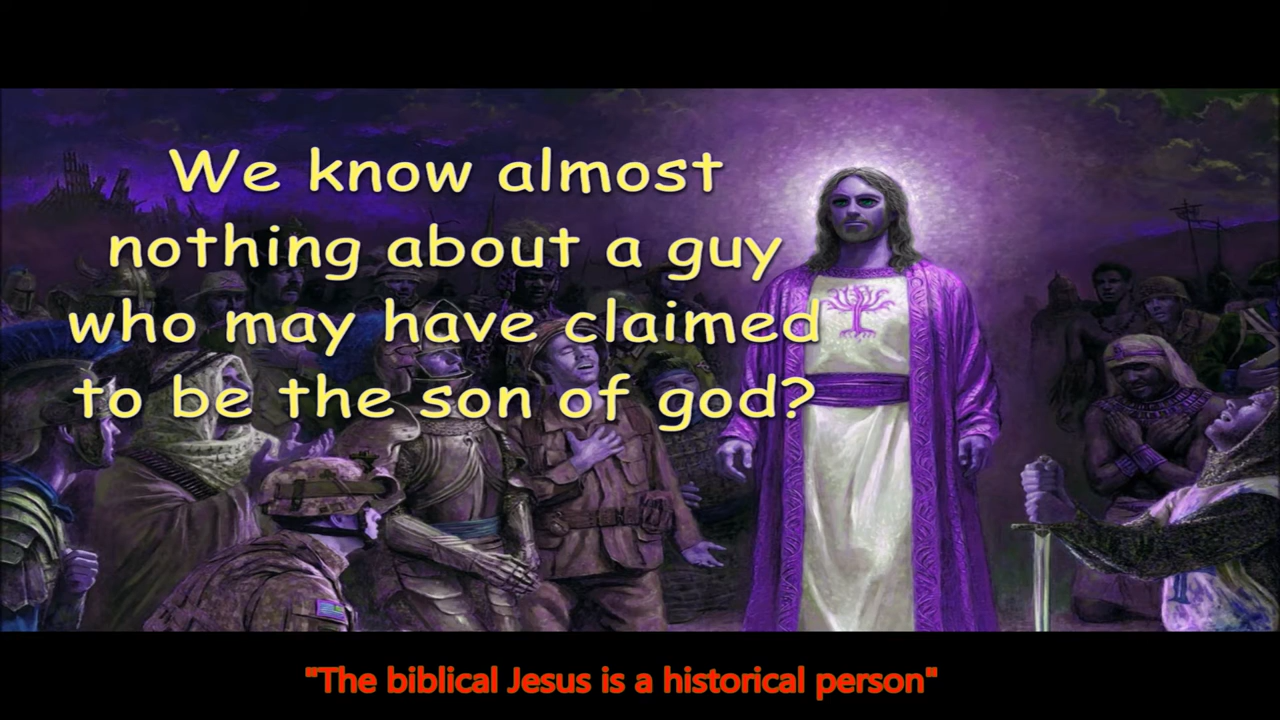 We know almost
nothing about a guy
who may have claimed
to be the son of god?
"The biblical Jesus is a historical person"